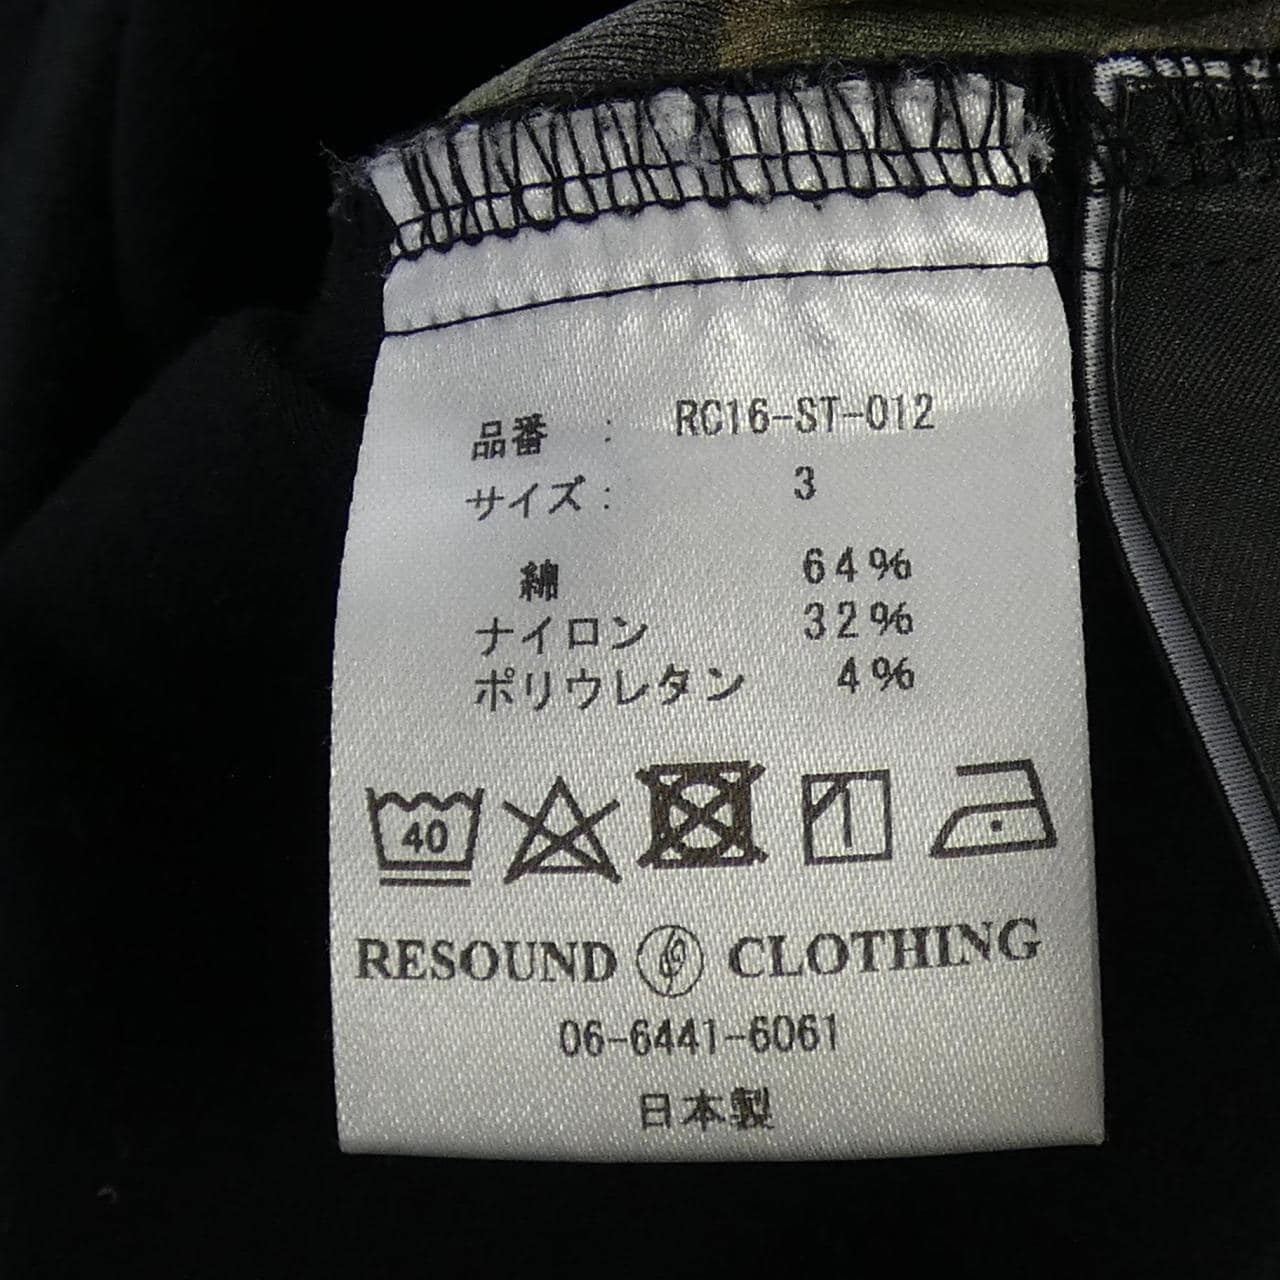 品番 : RC16-ST-012
サイズ: 3
綿 64%
ナイロン 32%
ポリウレタン 4%
40
RESOUND CLOTHING
06-6441-6061
日本製